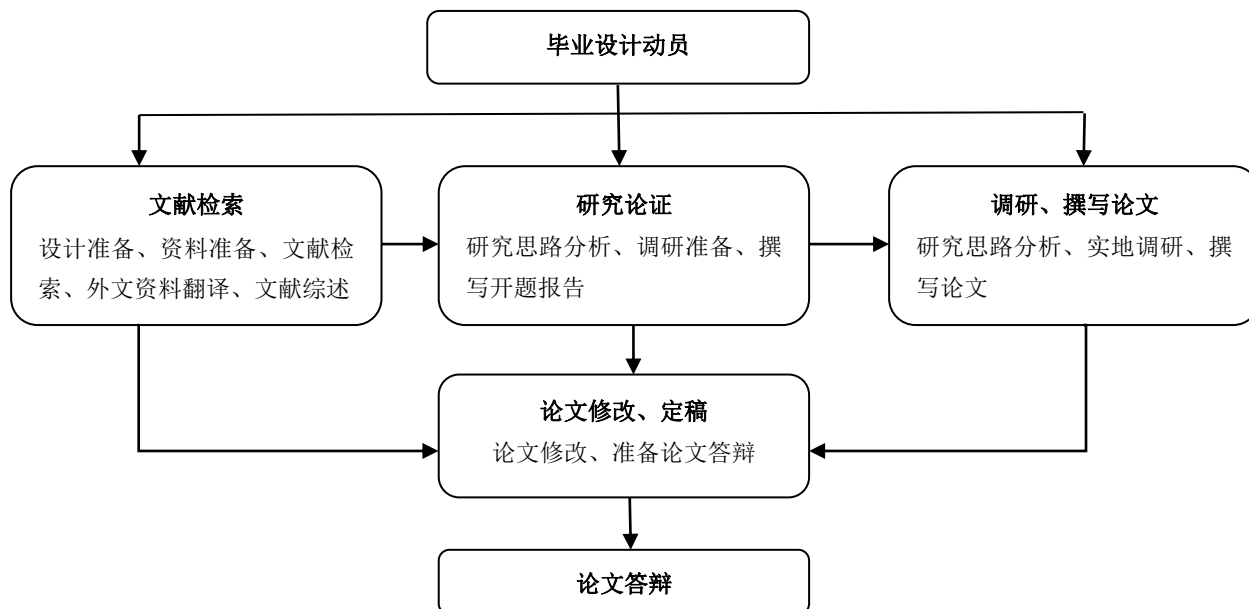 毕业设计动员
文献检索
设计准备、资料准备、文献检
索、外文资料翻译、文献综述
研究论证
研究思路分析、调研准备、撰
写开题报告
调研、撰写论文
研究思路分析、实地调研、撰
写论文
论文修改、定稿
论文修改、准备论文答辩
论文答辩